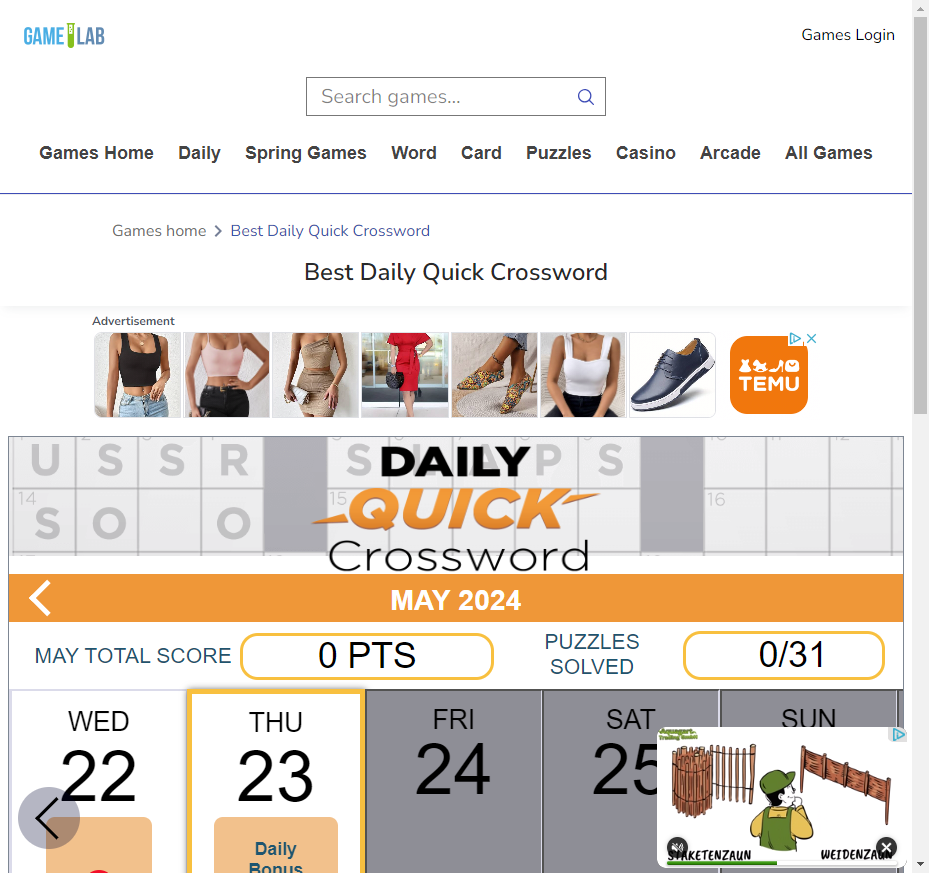 GAME LAB
Games Login
Search games...
Games Home Daily Spring Games Word Card Puzzles Casino Arcade All Games
Games home Best Daily Quick Crossword
Best Daily Quick Crossword
Advertisement
TEMU
U S S R S N A P S
14 15 16
S O O
DAILY
QUICK
Crossword
MAY 2024
MAY TOTAL SCORE 0 PTS PUZZLES SOLVED 0/31
WED THU FRI SAT SUN
22 23 24 25
Daily
Bonus
STAKETENZAUN WEIDENZAUN